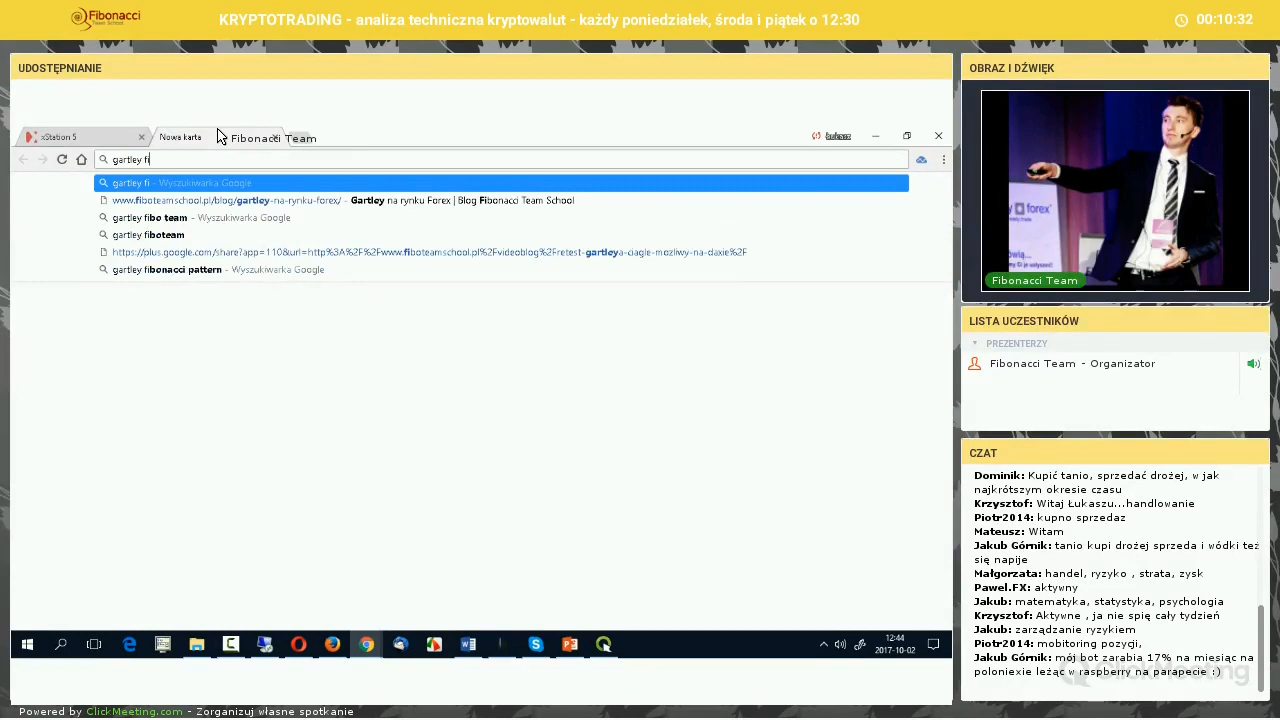 Fibonacci
Team School
KRYPTOTRADING - analiza techniczna kryptowalut - każdy poniedziałek, środa i piątek o 12:30
00:10:32
UDOSTĘPNIANIE
xStation 5
Nowa karta
Fibonacci Team
Łukasz
gartley fi
gartley fi - Wyszukiwarka Google
www.fiboteamschool.pl/blog/gartley-na-rynku-forex/ - Gartley na rynku Forex | Blog Fibonacci Team School
gartley fibo team - Wyszukiwarka Google
gartley fiboteam
https://plus.google.com/share?app=110&url=http%3A%2F%2Fwww.fiboteamschool.pl%2Fvideoblog%2Fretest-gartleya-ciagle-mozliwy-na-daxie%2F
gartley fibonacci pattern - Wyszukiwarka Google
12:44
2017-10-02
OBRAZ I DŹWIĘK
forex
Fibonacci Team
LISTA UCZESTNIKÓW
PREZENTERZY
Fibonacci Team - Organizator
CZAT
Dominik: Kupić tanio, sprzedać drożej, w jak
najkrótszym okresie czasu
Krzysztof: Witaj Łukaszu...handlowanie
Piotr2014: kupno sprzedaz
Mateusz: Witam
Jakub Górnik: tanio kupi drożej sprzeda i wódki też
się napije
Małgorzata: handel, ryzyko , strata, zysk
Pawel.FX: aktywny
Jakub: matematyka, statystyka, psychologia
Krzysztof: Aktywne , ja nie spię cały tydzień
Jakub: zarządzanie ryzykiem
Piotr2014: mobitoring pozycji,
Jakub Górnik: mój bot zarabia 17% na miesiąc na
poloniexie leżąc w raspberry na parapecie :)
ClickMeeting
Powered by ClickMeeting.com - Zorganizuj własne spotkanie